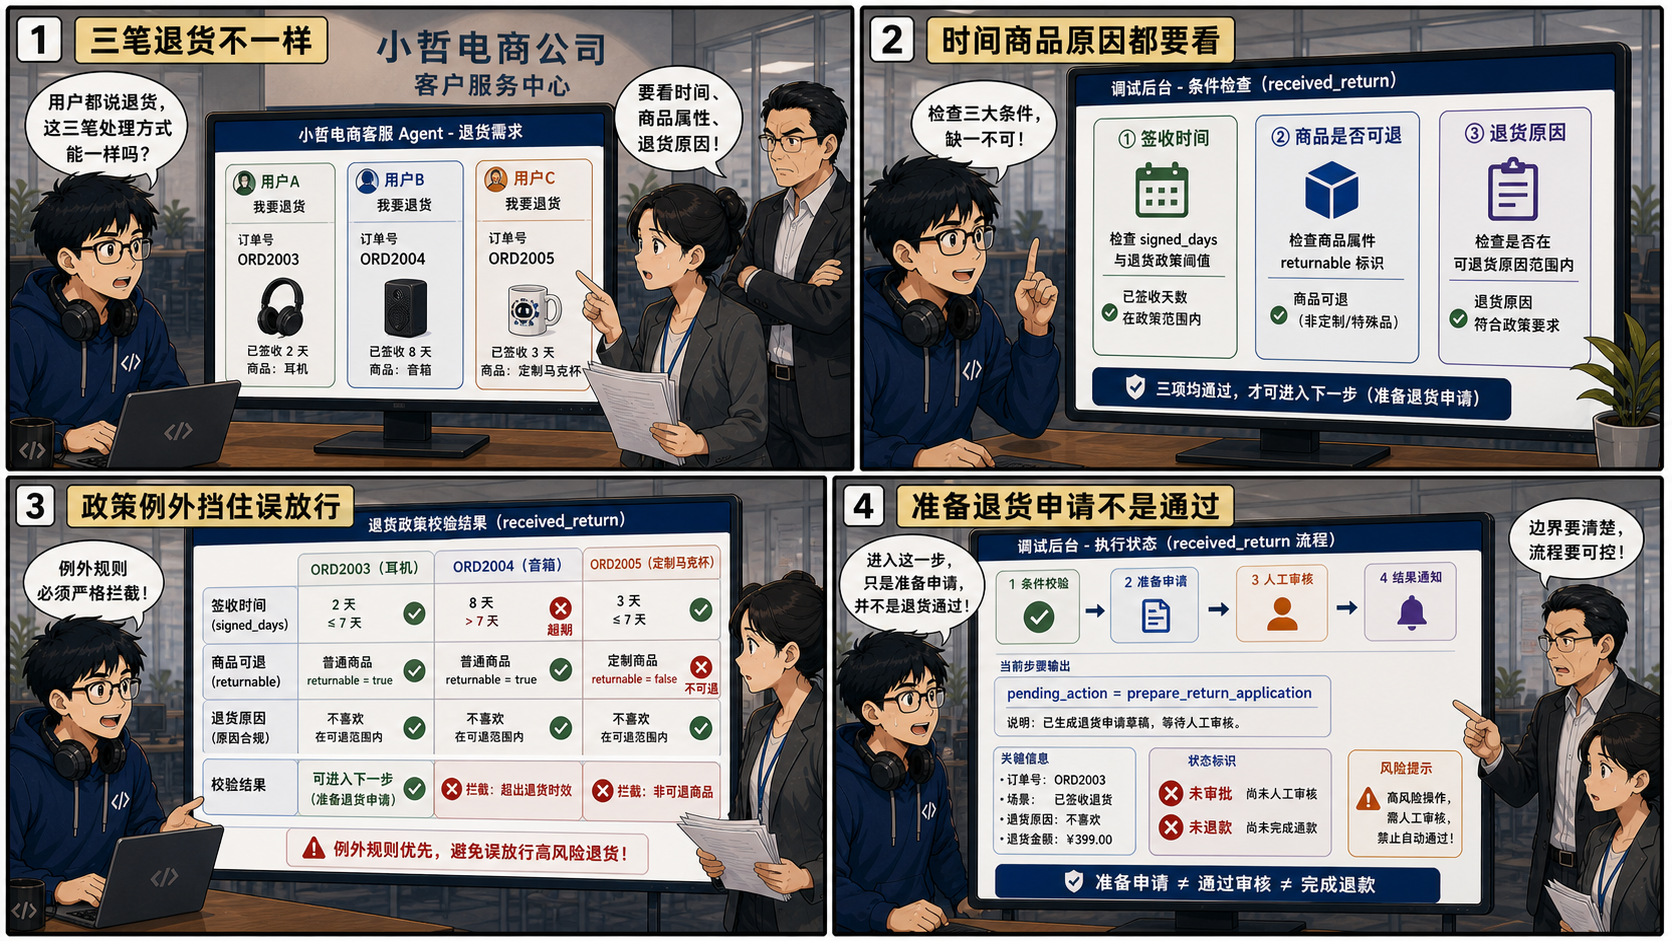 1
三笔退货不一样
小哲电商公司
客户服务中心
用户都说退货，
这三笔处理方式
能一样吗？
要看时间、
商品属性、
退货原因！
小哲电商客服 Agent - 退货需求
用户A
我要退货
订单号
ORD2003
已签收 2 天
商品：耳机
用户B
我要退货
订单号
ORD2004
已签收 8 天
商品：音箱
用户C
我要退货
订单号
ORD2005
已签收 3 天
商品：定制马克杯
</>
</>
</>
2
时间商品原因都要看
检查三大条件，
缺一不可！
调试后台 - 条件检查（received_return）
① 签收时间
检查 signed_days
与退货政策阈值
已签收天数
在政策范围内
② 商品是否可退
检查商品属性
returnable 标识
商品可退
（非定制/特殊品）
③ 退货原因
检查是否在
可退货原因范围内
退货原因
符合政策要求
三项均通过，才可进入下一步（准备退货申请）
</>
3
政策例外挡住误放行
例外规则
必须严格拦截！
退货政策校验结果（received_return）
ORD2003（耳机） ORD2004（音箱） ORD2005（定制马克杯）
签收时间
(signed_days)
2 天
≤ 7 天
8 天
> 7 天
超期
3 天
≤ 7 天
商品可退
(returnable)
普通商品
returnable = true
普通商品
returnable = true
定制商品
returnable = false
不可退
退货原因
(原因合规)
不喜欢
在可退范围内
不喜欢
在可退范围内
不喜欢
在可退范围内
校验结果
可进入下一步
（准备退货申请）
拦截：超出退货时效
拦截：非可退商品
例外规则优先，避免误放行高风险退货！
</>
</>
</>
4
准备退货申请不是通过
进入这一步，
只是准备申请，
并不是退货通过！
边界要清楚，
流程要可控！
调试后台 - 执行状态（received_return 流程）
1 条件校验
2 准备申请
3 人工审核
4 结果通知
当前步骤输出
pending_action = prepare_return_application
说明：已生成退货申请草稿，等待人工审核。
关键信息
• 订单号： ORD2003
• 场景： 已签收退货
• 退货原因： 不喜欢
• 退货金额： ¥399.00
状态标识
未审批 尚未人工审核
未退款 尚未完成退款
风险提示
高风险操作，
需人工审核，
禁止自动通过！
准备申请 ≠ 通过审核 ≠ 完成退款